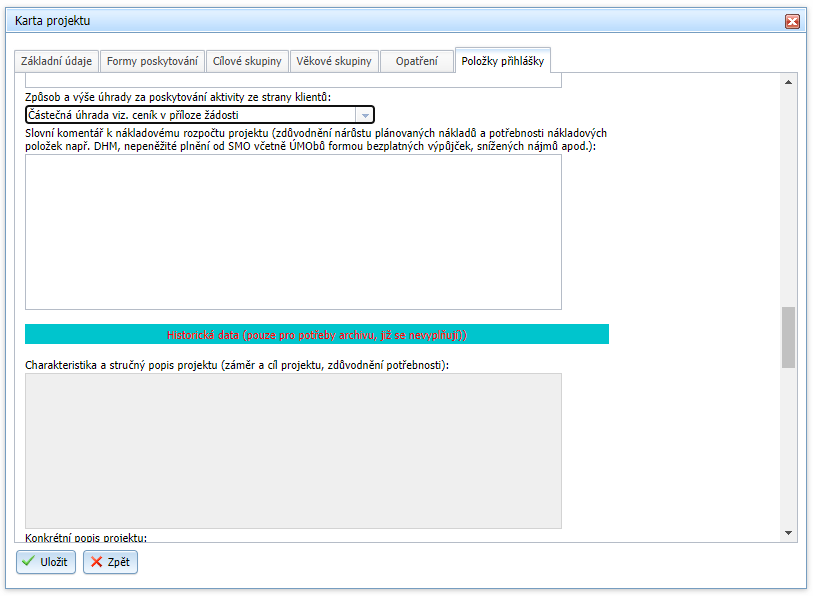 Karta projektu
Základní údaje
Formy poskytování
Cílové skupiny
Věkové skupiny
Opatření
Položky přihlášky
Způsob a výše úhrady za poskytování aktivity ze strany klientů:
Částečná úhrada viz. ceník v příloze žádosti
Slovní komentář k nákladovému rozpočtu projektu (zdůvodnění nárůstu plánovaných nákladů a potřebnosti nákladových
položek např. DHM, nepeněžité plnění od SMO včetně ÚMObů formou bezplatných výpůjček, snížených nájmů apod.):
Historická data (pouze pro potřeby archivu, již se nevyplňují))
Charakteristika a stručný popis projektu (záměr a cíl projektu, zdůvodnění potřebnosti):
Konkrétní popis projektu:
Uložit
Zpět